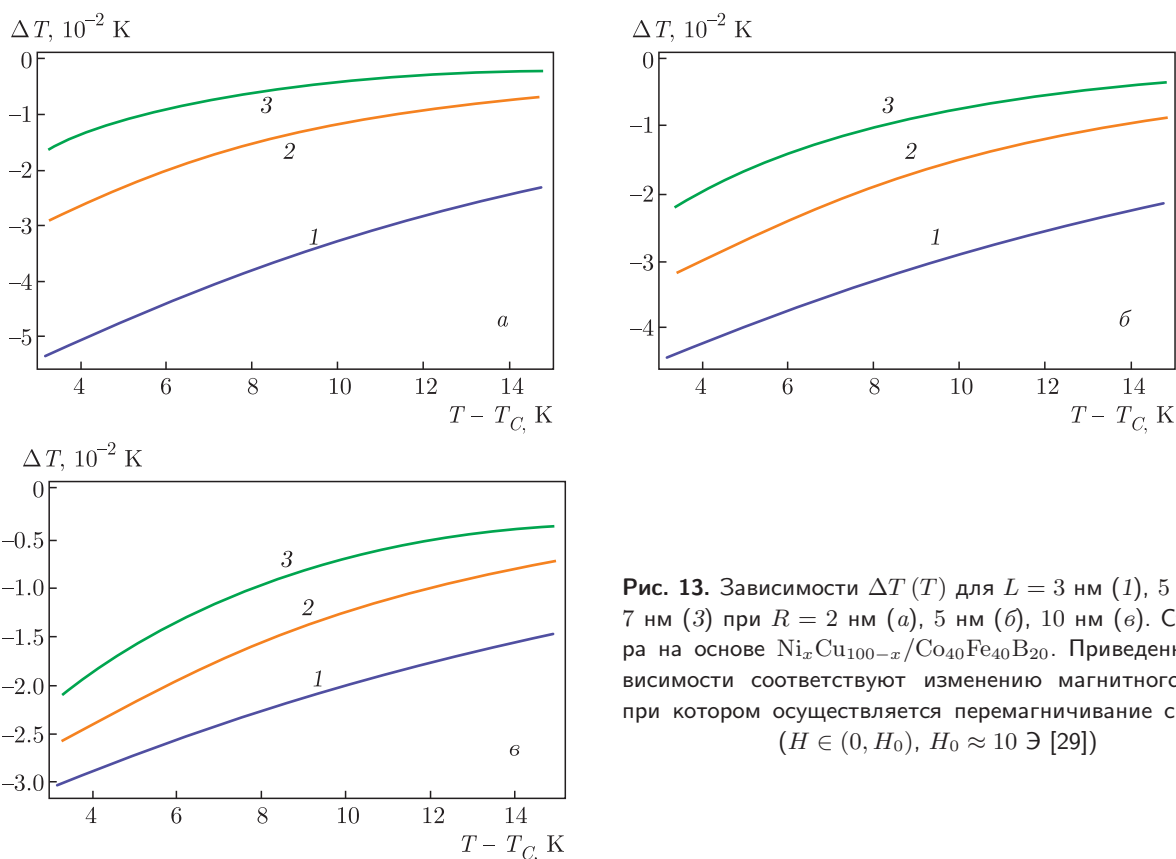 ΔT, 10⁻² K
0
−1
−2
−3
−4
−5
3
2
1
а
4 6 8 10 12 14
T − T_C, K
ΔT, 10⁻² K
0
−1
−2
−3
−4
3
2
1
б
4 6 8 10 12 14
T − T_C, K
ΔT, 10⁻² K
0
−0.5
−1.0
−1.5
−2.0
−2.5
−3.0
3
2
1
в
4 6 8 10 12 14
T − T_C, K
Рис. 13. Зависимости ΔT (T) для L = 3 нм (1), 5
7 нм (3) при R = 2 нм (а), 5 нм (б), 10 нм (в). С
ра на основе NiₓCu₁₀₀₋ₓ/Co₄₀Fe₄₀B₂₀. Приведенн
висимости соответствуют изменению магнитного
при котором осуществляется перемагничивание с
(H ∈ (0, H₀), H₀ ≈ 10 Э [29])